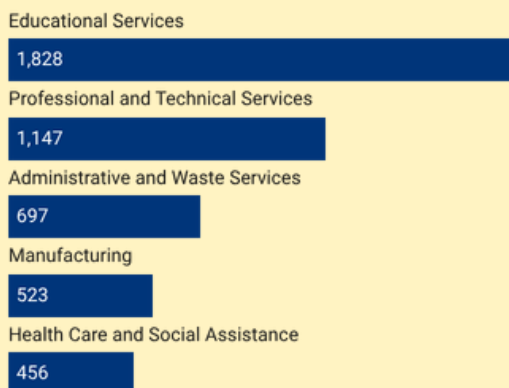 Educational Services
1,828
Professional and Technical Services
1,147
Administrative and Waste Services
697
Manufacturing
523
Health Care and Social Assistance
456